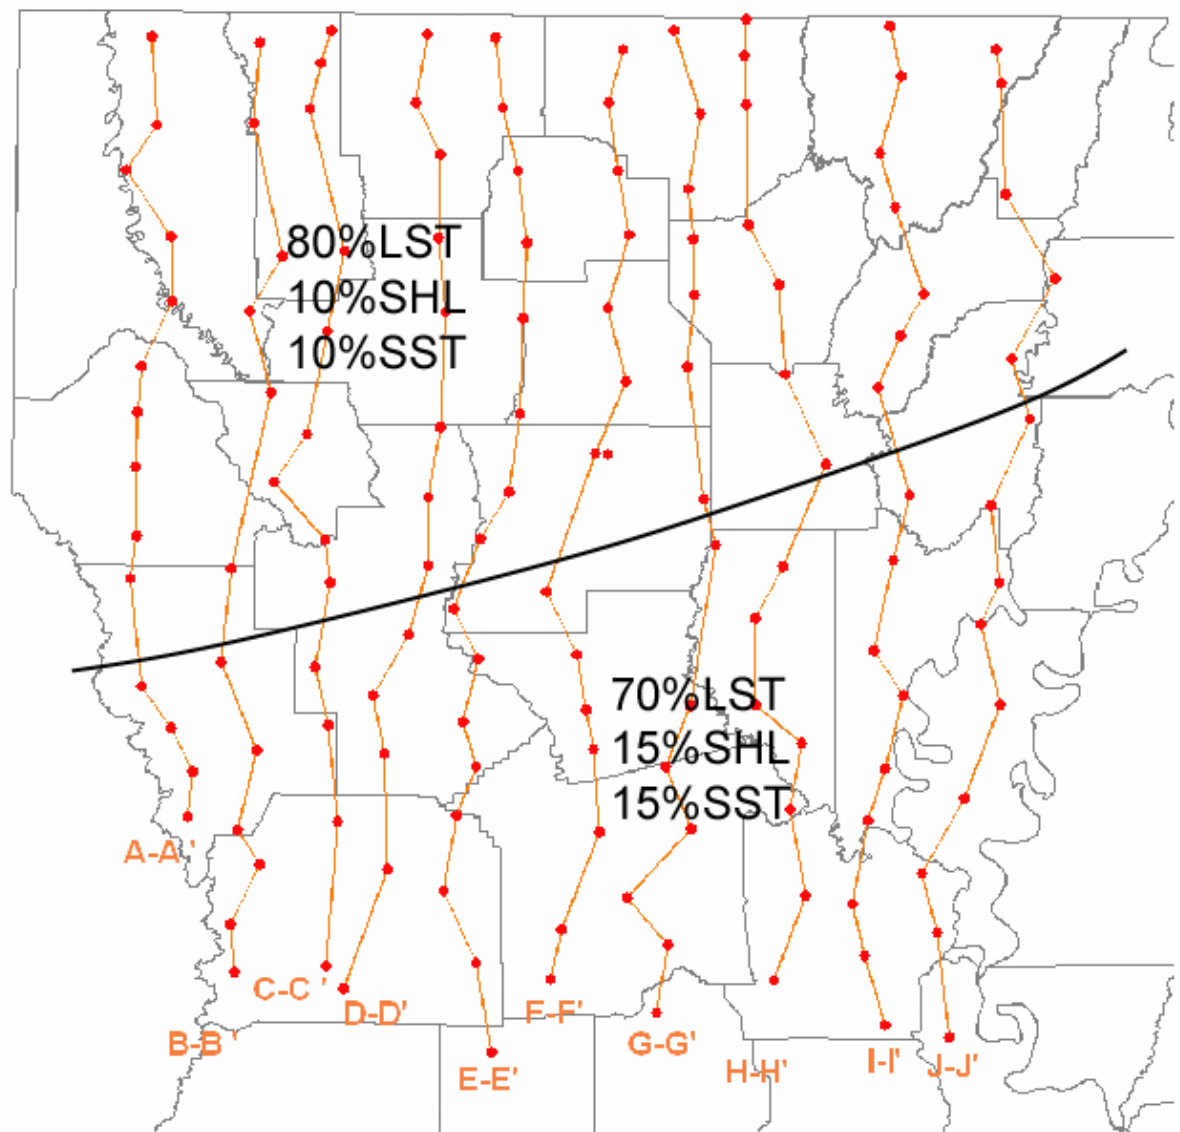 80%LST
10%SHL
10%SST
70%LST
15%SHL
15%SST
A-A'
B-B'
C-C'
D-D'
E-E'
F-F'
G-G'
H-H'
I-I'
J-J'